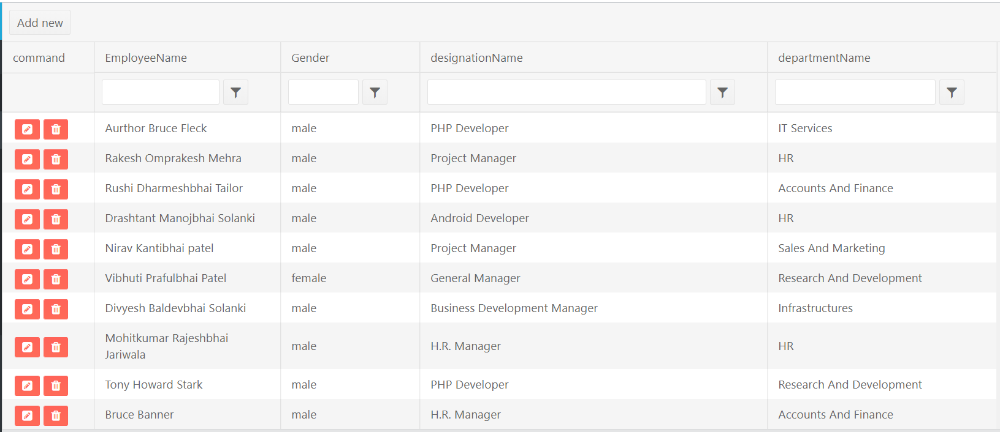 Add new
command EmployeeName Gender designationName departmentName
Aurthor Bruce Fleck male PHP Developer IT Services
Rakesh Omprakesh Mehra male Project Manager HR
Rushi Dharmeshbhai Tailor male PHP Developer Accounts And Finance
Drashtant Manojbhai Solanki male Android Developer HR
Nirav Kantibhai patel male Project Manager Sales And Marketing
Vibhuti Prafulbhai Patel female General Manager Research And Development
Divyesh Baldevbhai Solanki male Business Development Manager Infrastructures
Mohitkumar Rajeshbhai
Jariwala male H.R. Manager HR
Tony Howard Stark male PHP Developer Research And Development
Bruce Banner male H.R. Manager Accounts And Finance